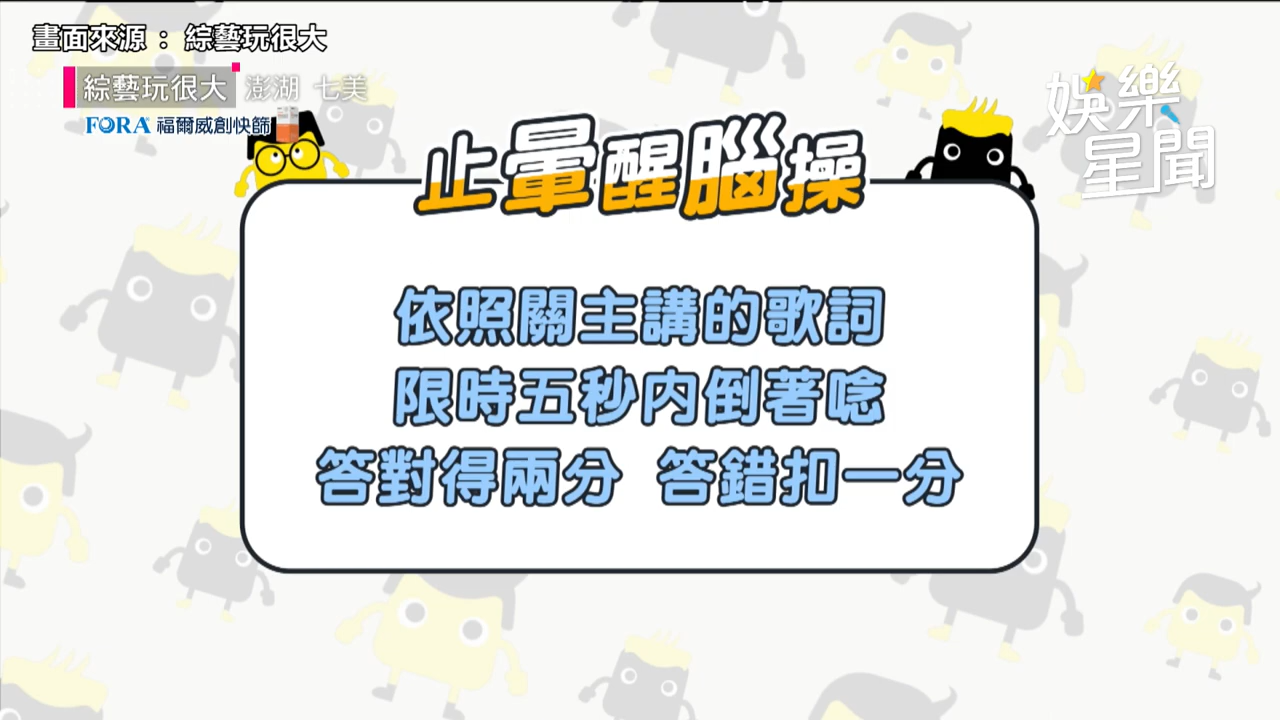 畫面來源 : 綜藝玩很大
綜藝玩很大 澎湖 七美
FORA 福爾威創快篩
娛樂星聞
止暈醒腦操
依照關主講的歌詞
限時五秒內倒著唸
答對得兩分 答錯扣一分